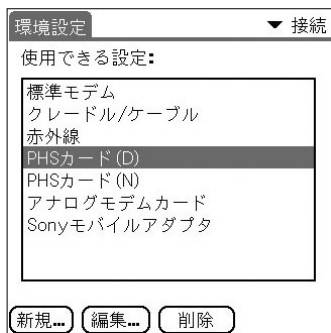 環境設定 ▼ 接続
使用できる設定:
標準モデム
クレードル/ケーブル
赤外線
PHSカード(D)
PHSカード(N)
アナログモデムカード
Sonyモバイルアダプタ
新規... 編集... 削除